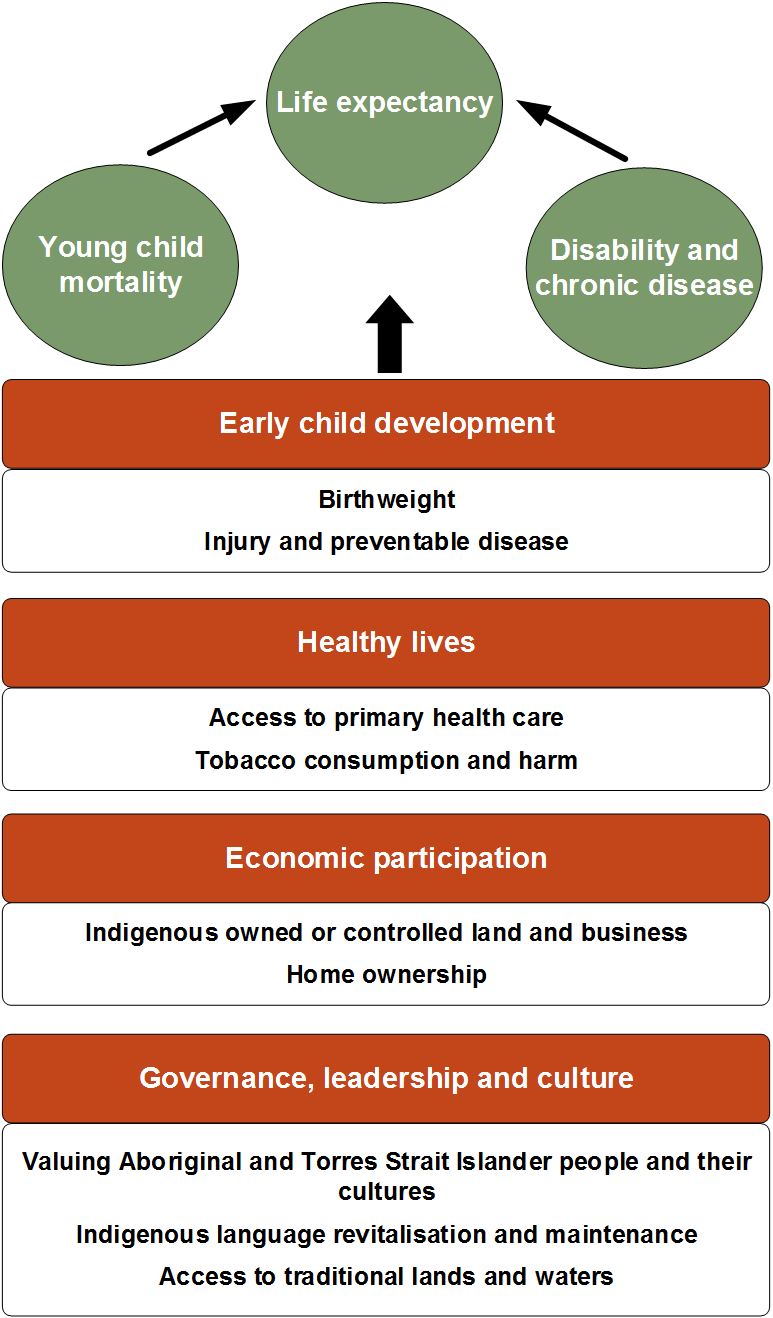 Life expectancy
Young child
mortality
Disability and
chronic disease
Early child development
Birthweight
Injury and preventable disease
Healthy lives
Access to primary health care
Tobacco consumption and harm
Economic participation
Indigenous owned or controlled land and business
Home ownership
Governance, leadership and culture
Valuing Aboriginal and Torres Strait Islander people and their
cultures
Indigenous language revitalisation and maintenance
Access to traditional lands and waters